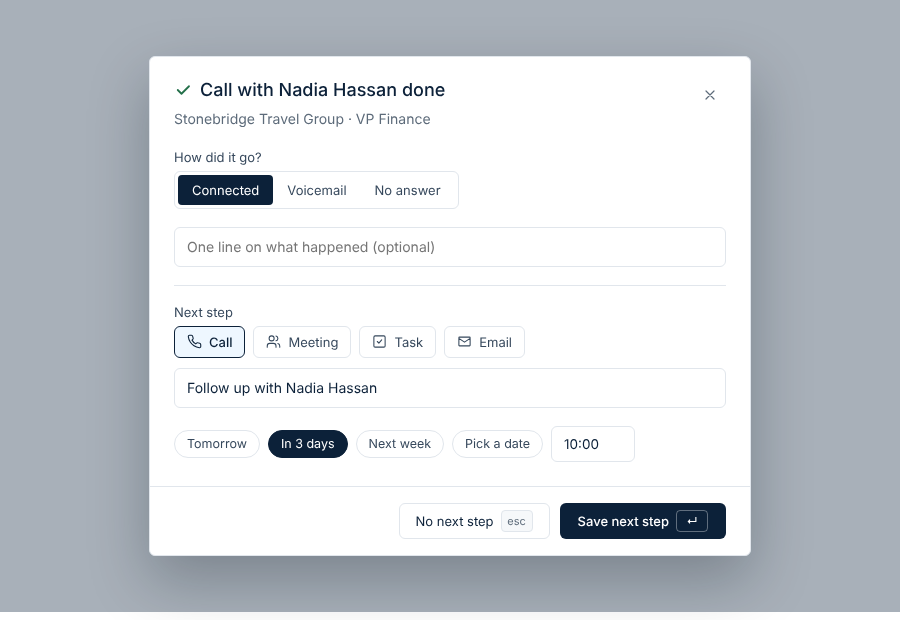 Call with Nadia Hassan done
Stonebridge Travel Group · VP Finance
How did it go?
Connected Voicemail No answer
One line on what happened (optional)
Next step
Call Meeting Task Email
Follow up with Nadia Hassan
Tomorrow In 3 days Next week Pick a date 10:00
No next step esc Save next step ↵